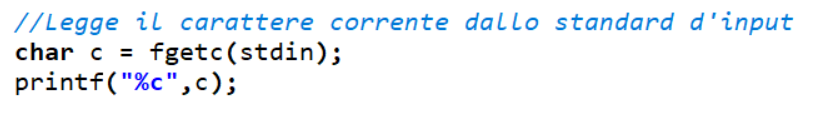 //Legge il carattere corrente dallo standard d'input
char c = fgetc(stdin);
printf("%c",c);